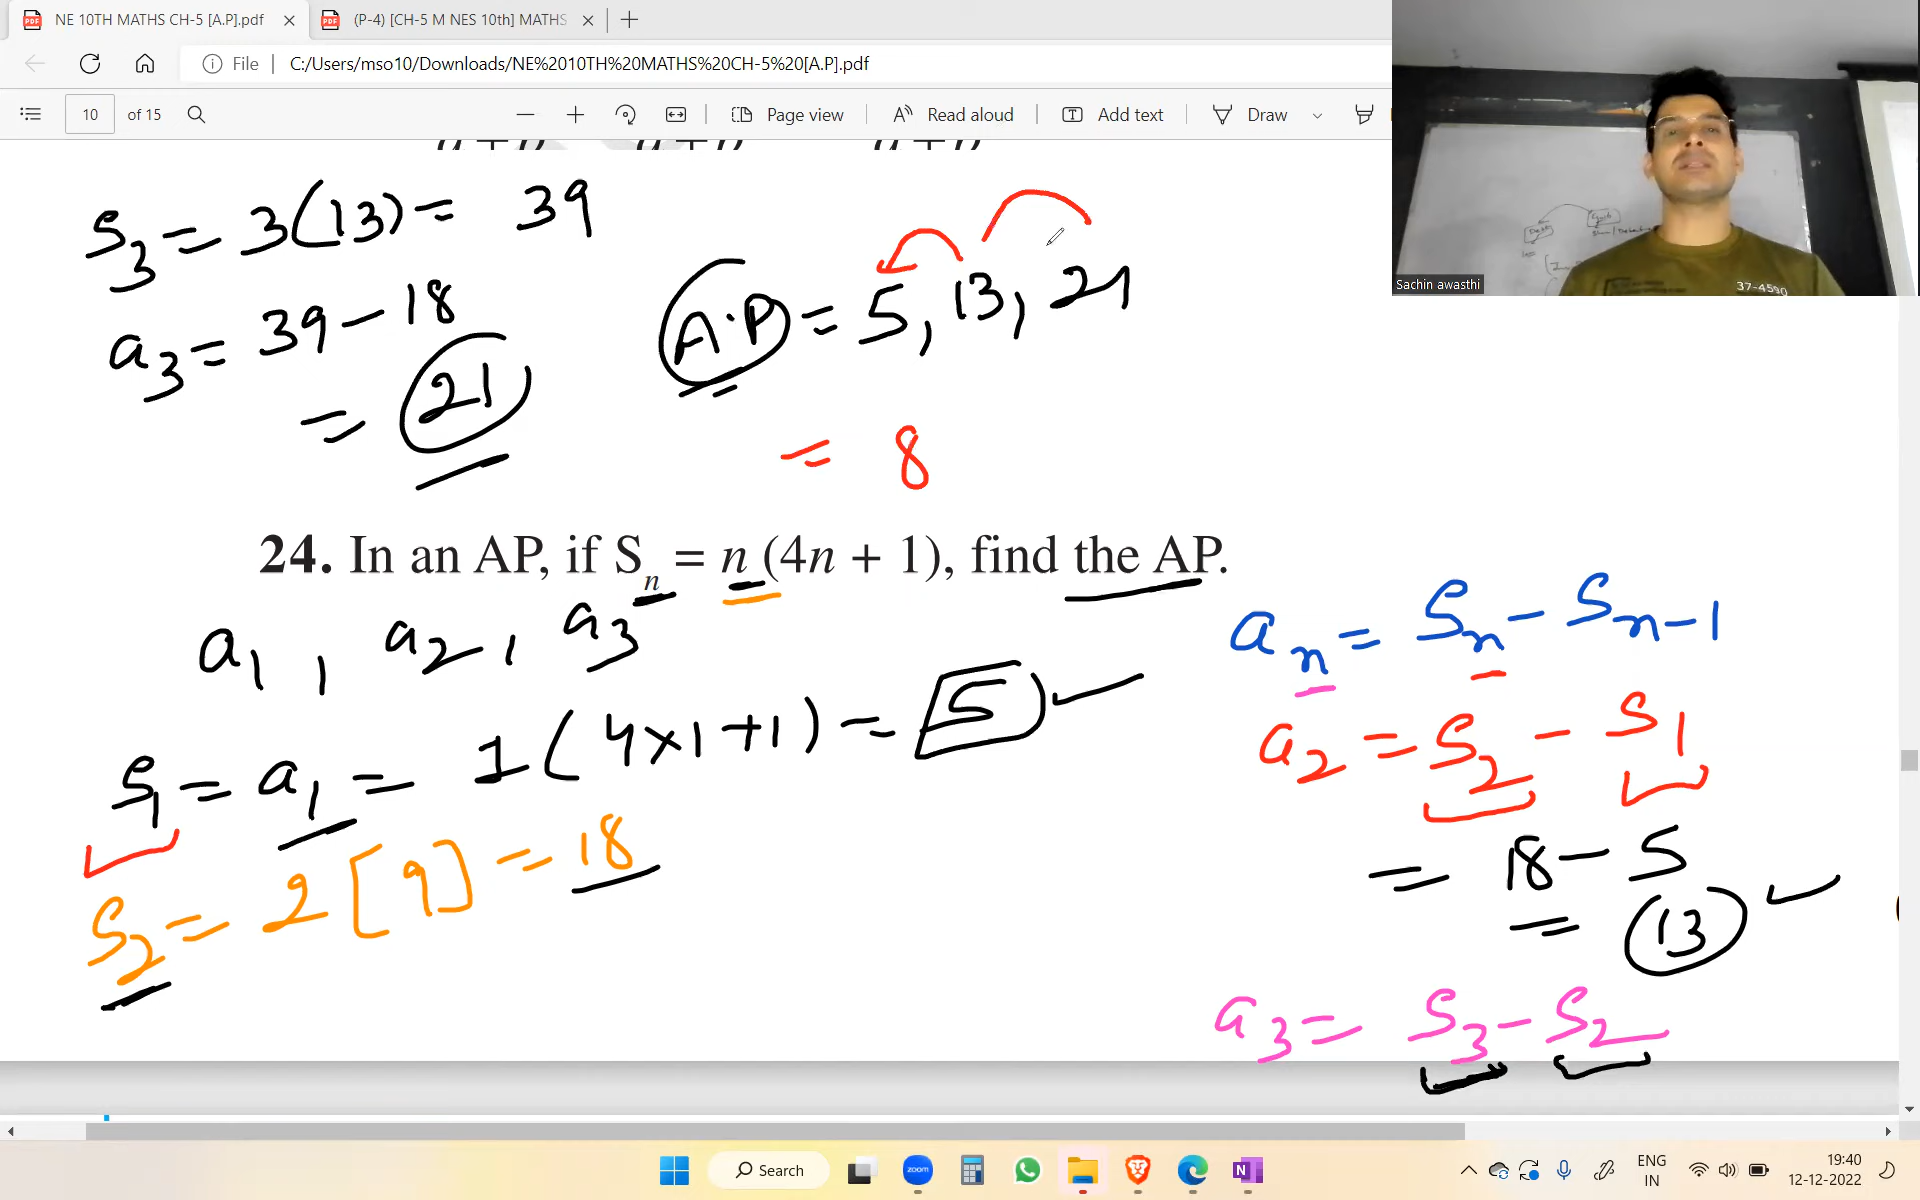 NE 10TH MATHS CH-5 [A.P].pdf
(P-4) [CH-5 M NES 10th] MATHS
File
C:/Users/mso10/Downloads/NE%2010TH%20MATHS%20CH-5%20[A.P].pdf
10 of 15
Page view
Read aloud
Add text
Draw
S3 = 3(13) = 39
a3 = 39 - 18
= 21
A.P = 5, 13, 21
= 8
24. In an AP, if Sn = n (4n + 1), find the AP.
a1, a2, a3
S1 = a1 = 1(4x1+1) = 5
S2 = 2[9] = 18
an = Sn - Sn-1
a2 = S2 - S1
= 18 - 5
= 13
a3 = S3 - S2
Sachin awasthi
37-4590
Search
zoom
ENG
IN
19:40
12-12-2022